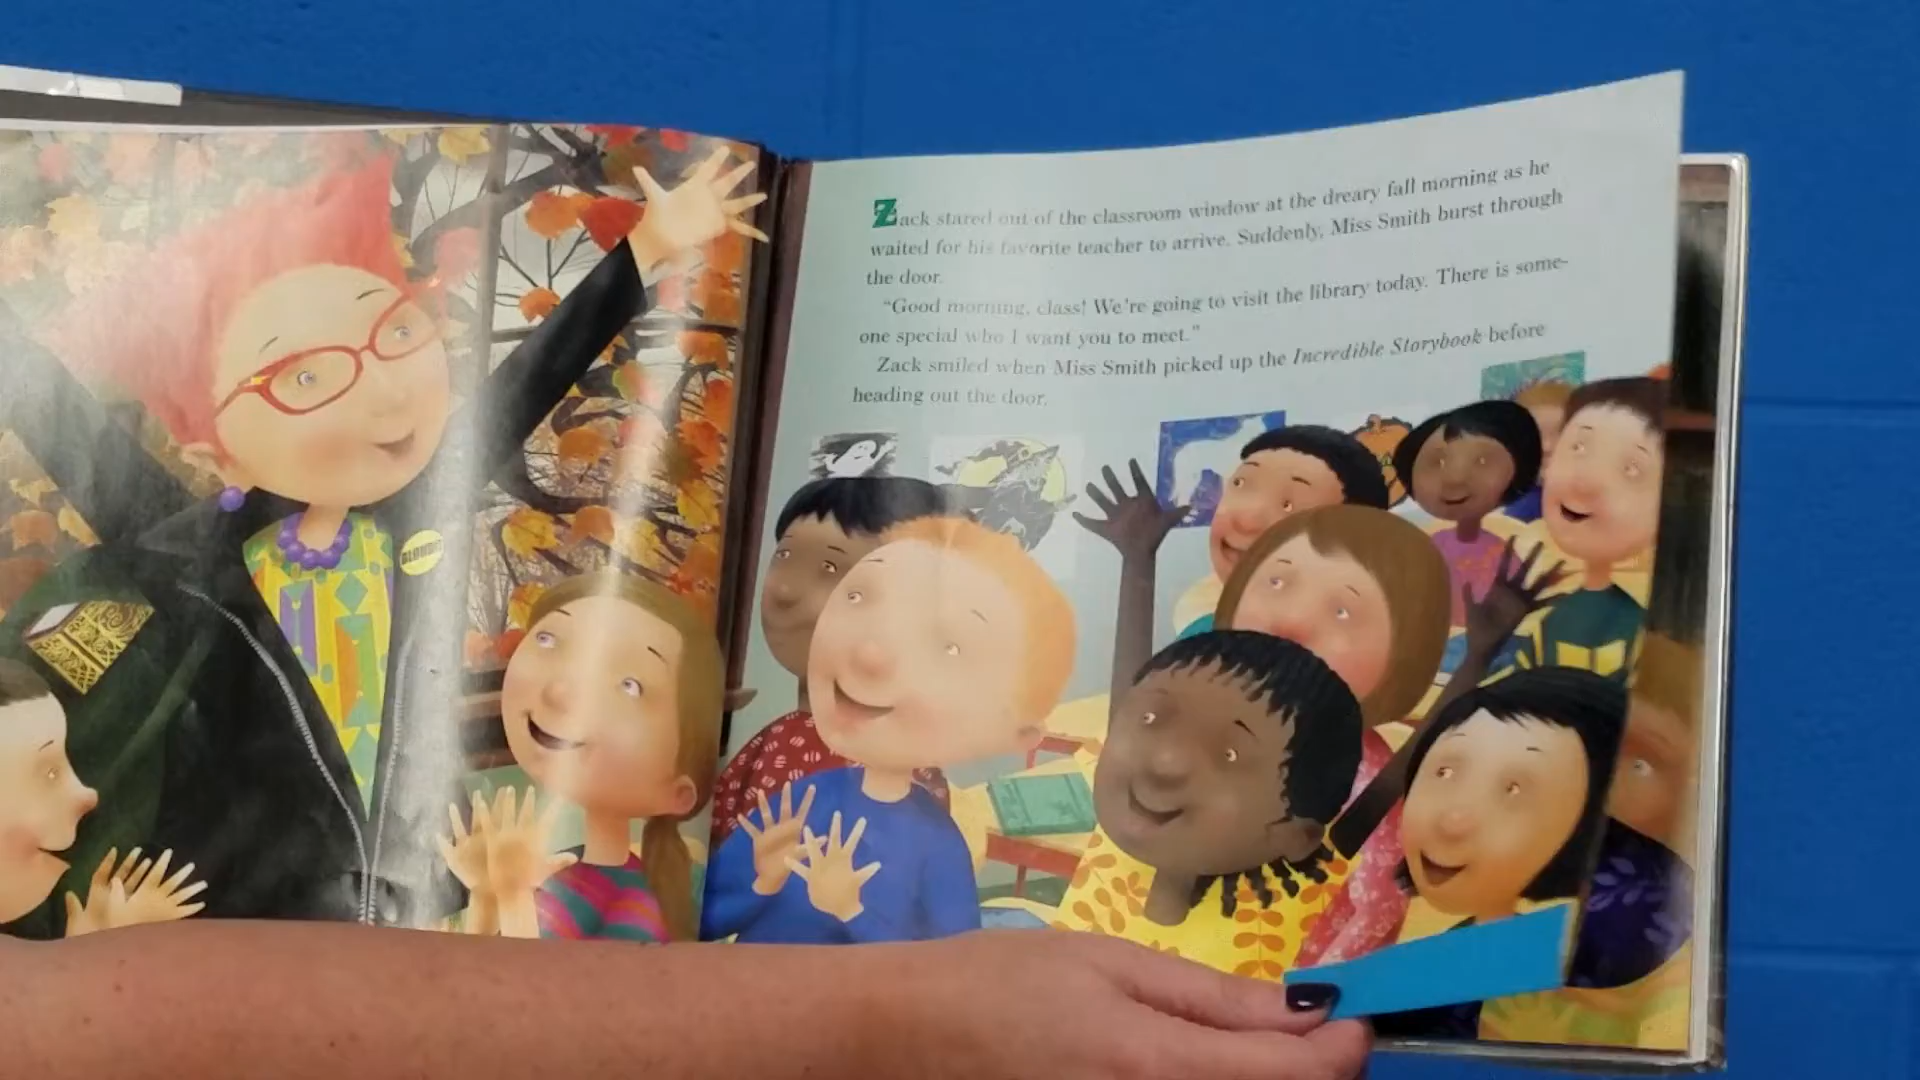 Zack stared out of the classroom window at the dreary fall morning as he
waited for his favorite teacher to arrive. Suddenly, Miss Smith burst through
the door.
“Good morning, class! We’re going to visit the library today. There is some-
one special who I want you to meet.”
Zack smiled when Miss Smith picked up the Incredible Storybook before
heading out the door.
BLONDIE